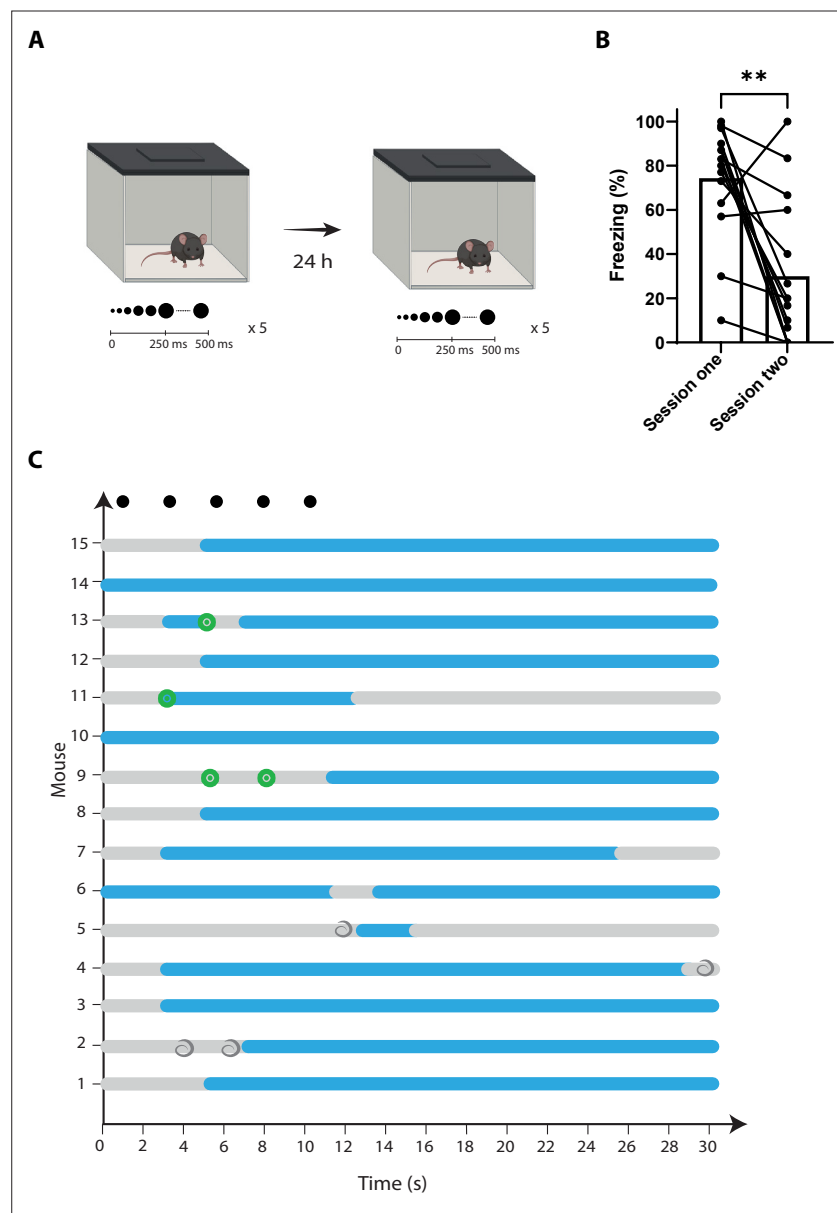 A
24 h
0
250 ms
500 ms
x 5
0
250 ms
500 ms
x 5
B
**
Freezing (%)
100
80
60
40
20
0
Session one
Session two
C
Mouse
15
14
13
12
11
10
9
8
7
6
5
4
3
2
1
0 2 4 6 8 10 12 14 16 18 20 22 24 26 28 30
Time (s)